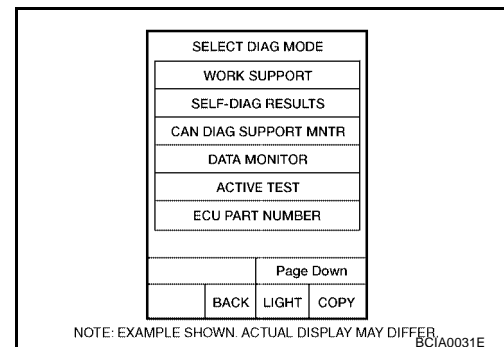 SELECT DIAG MODE
WORK SUPPORT
SELF-DIAG RESULTS
CAN DIAG SUPPORT MNTR
DATA MONITOR
ACTIVE TEST
ECU PART NUMBER
Page Down
BACK LIGHT COPY
NOTE: EXAMPLE SHOWN. ACTUAL DISPLAY MAY DIFFER.
BCIA0031E